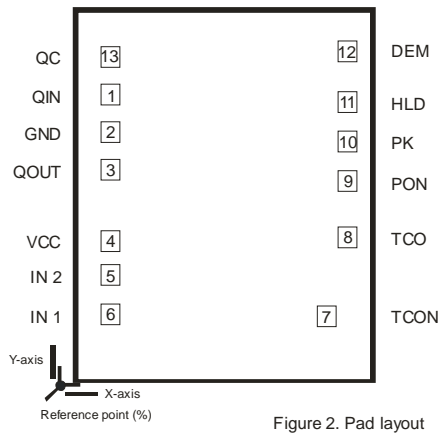 QC 13 12 DEM
QIN 1 11 HLD
GND 2 10 PK
QOUT 3 9 PON
VCC 4 8 TCO
IN 2 5
IN 1 6 7 TCON
Y-axis
X-axis
Reference point (%)
Figure 2. Pad layout